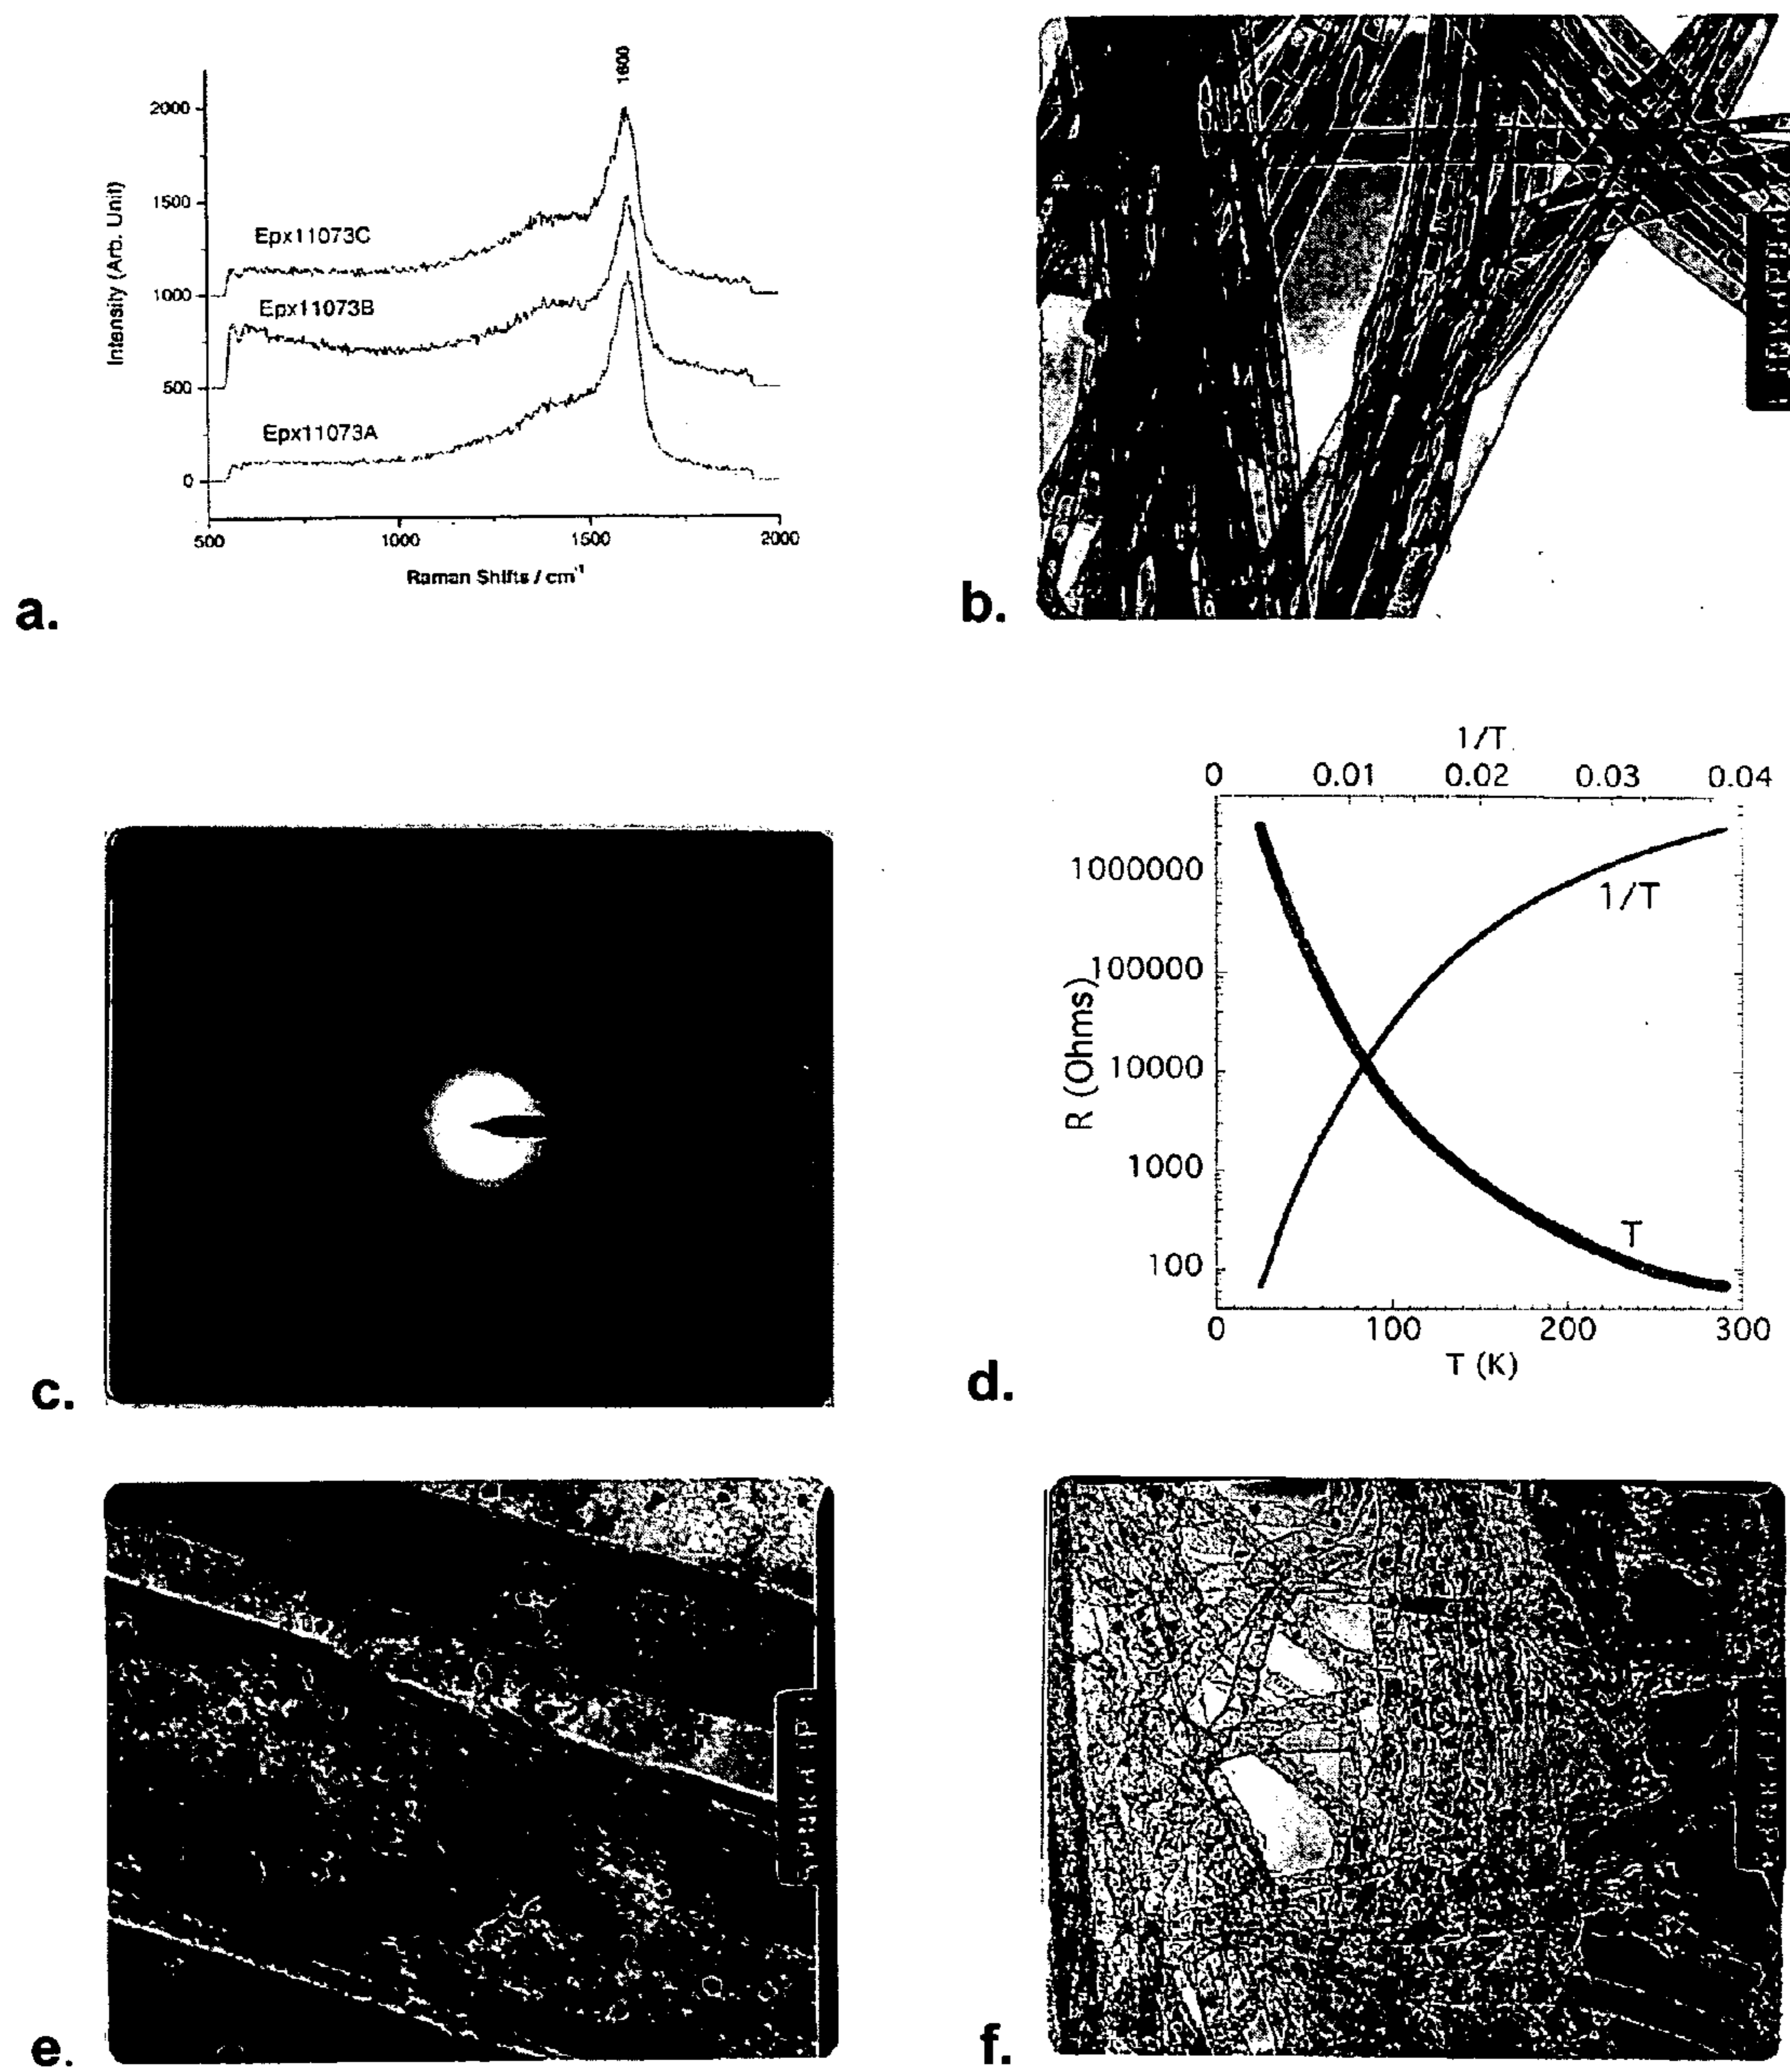 1600
2000
1500
1000
500
0
Intensity (Arb. Unit)
Epx11073C
Epx11073B
Epx11073A
500 1000 1500 2000
Raman Shifts / cm⁻¹
a.
b.
c.
1/T
0 0.01 0.02 0.03 0.04
1000000
100000
10000
1000
100
R (Ohms)
1/T
T
0 100 200 300
T (K)
d.
e.
f.